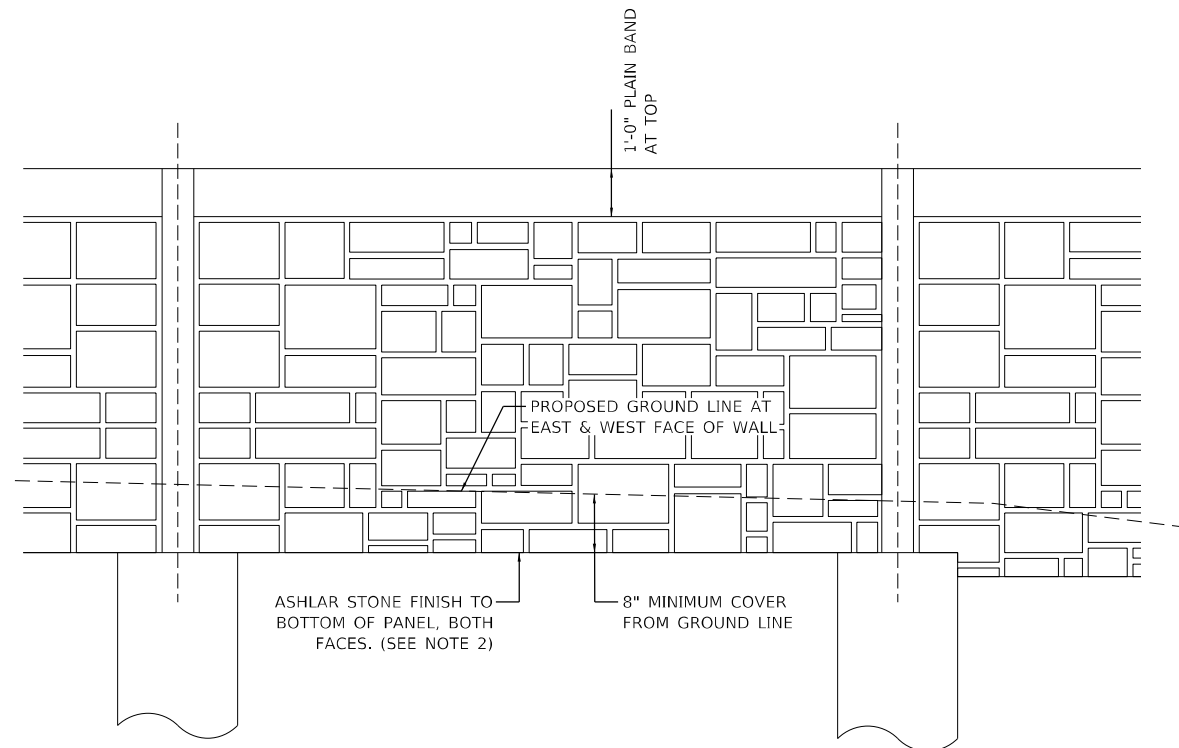 1'-0" PLAIN BAND
AT TOP
PROPOSED GROUND LINE AT
EAST & WEST FACE OF WALL
ASHLAR STONE FINISH TO
BOTTOM OF PANEL, BOTH
FACES. (SEE NOTE 2)
8" MINIMUM COVER
FROM GROUND LINE